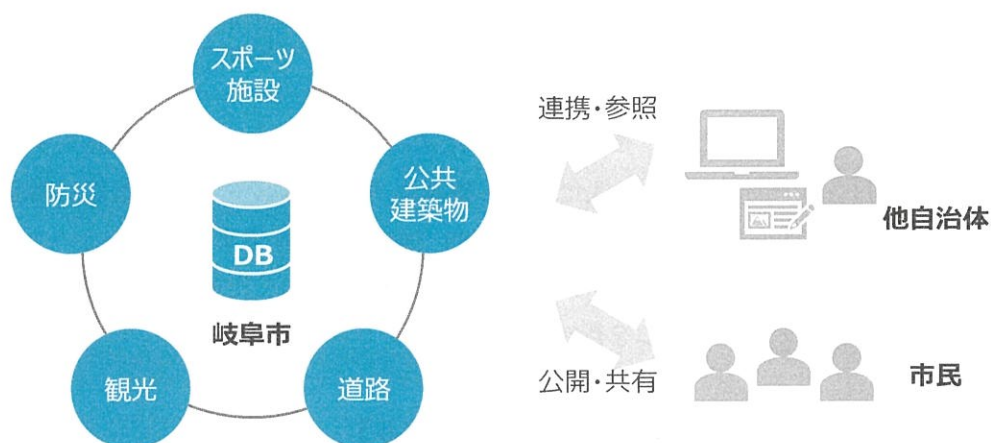 スポーツ
施設
防災
公共
建築物
DB
岐阜市
観光
道路
連携・参照
他自治体
公開・共有
市民